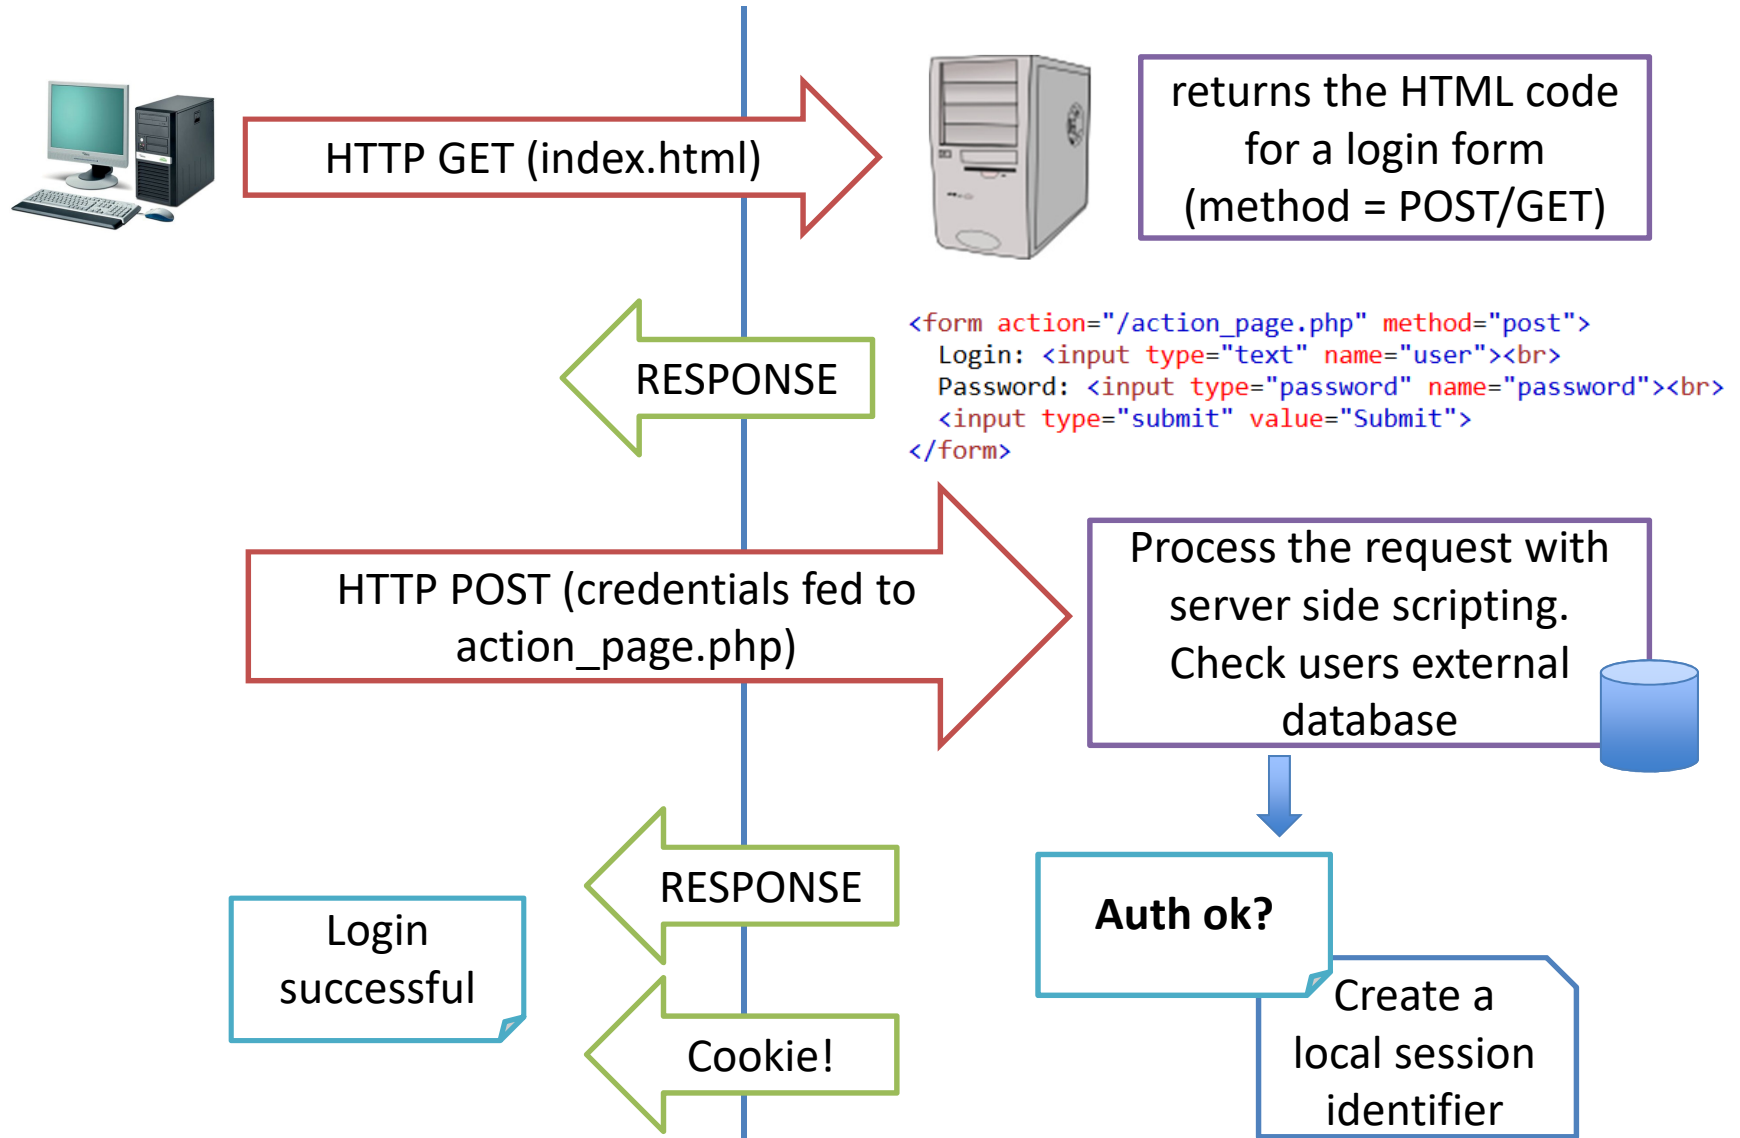 HTTP GET (index.html)
returns the HTML code
for a login form
(method = POST/GET)
RESPONSE
<form action="/action_page.php" method="post">
Login: <input type="text" name="user"><br>
Password: <input type="password" name="password"><br>
<input type="submit" value="Submit">
</form>
HTTP POST (credentials fed to
action_page.php)
Process the request with
server side scripting.
Check users external
database
RESPONSE
Login
successful
Auth ok?
Cookie!
Create a
local session
identifier